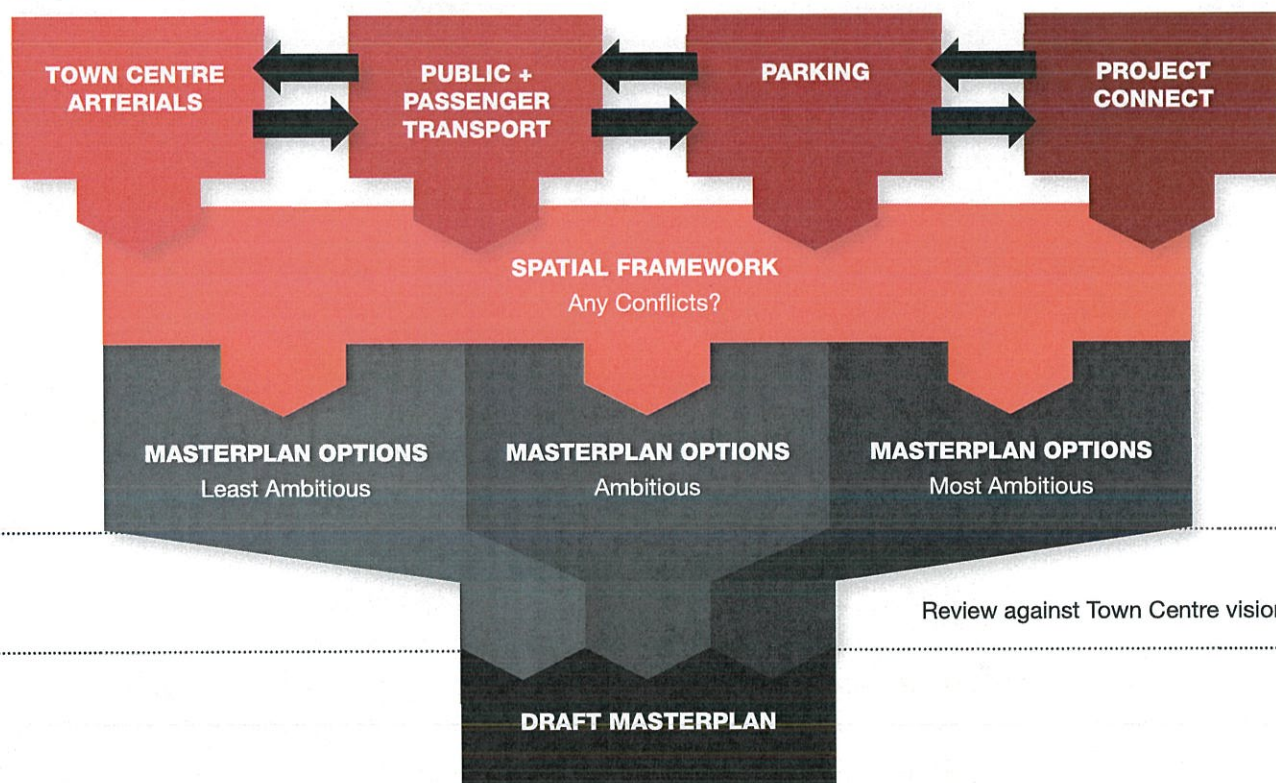 TOWN CENTRE
ARTERIALS
PUBLIC +
PASSENGER
TRANSPORT
PARKING
PROJECT
CONNECT
SPATIAL FRAMEWORK
Any Conflicts?
MASTERPLAN OPTIONS
Least Ambitious
MASTERPLAN OPTIONS
Ambitious
MASTERPLAN OPTIONS
Most Ambitious
Review against Town Centre vision
DRAFT MASTERPLAN